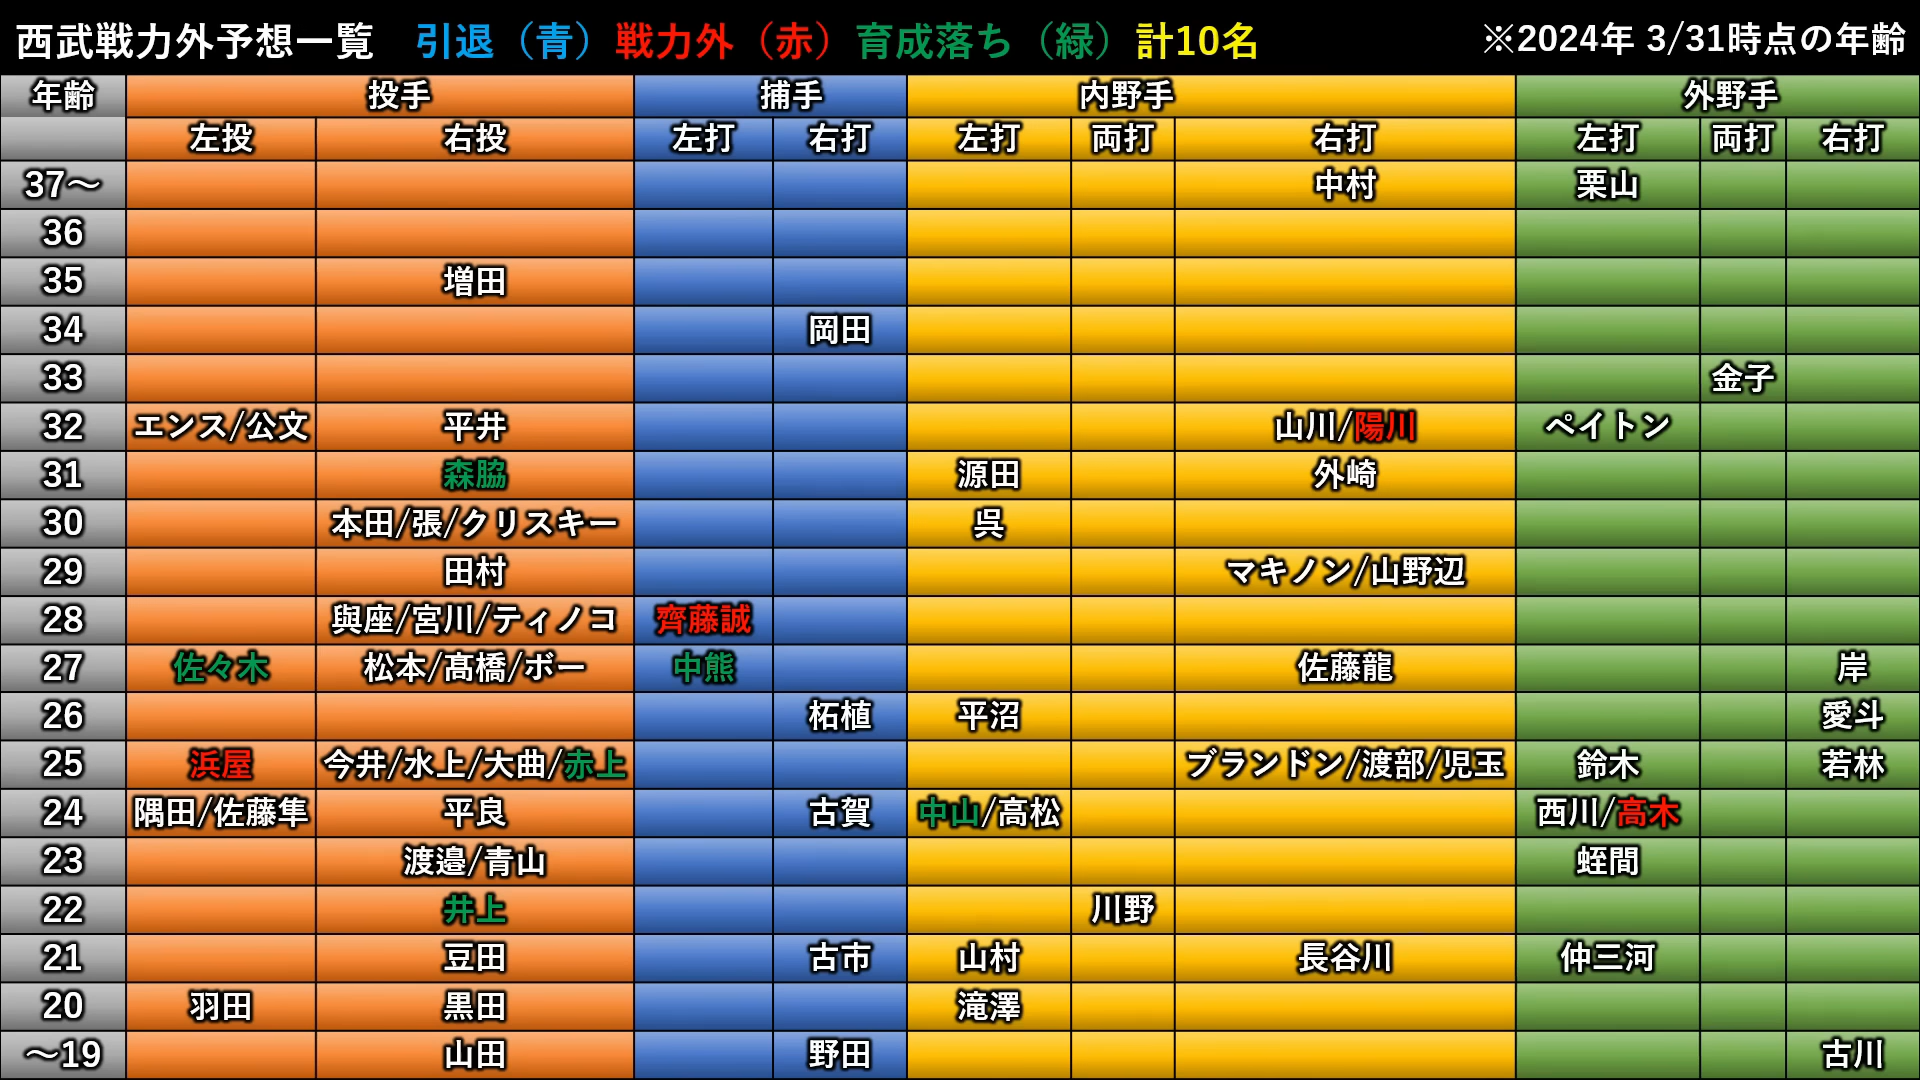 西武戦力外予想一覧 引退（青）戦力外（赤）育成落ち（緑）計10名 ※2024年 3/31時点の年齢
年齢 投手 捕手 内野手 外野手
左投 右投 左打 右打 左打 両打 右打 左打 両打 右打
37～ 中村 栗山
36
35 増田
34 岡田
33 金子
32 エンス/公文 平井 山川/陽川 ペイトン
31 森脇 源田 外崎
30 本田/張/クリスキー 呉
29 田村 マキノン/山野辺
28 與座/宮川/ティノコ 齊藤誠
27 佐々木 松本/髙橋/ボー 中熊 佐藤龍 岸
26 柘植 平沼 愛斗
25 浜屋 今井/水上/大曲/赤上 ブランドン/渡部/児玉 鈴木 若林
24 隅田/佐藤隼 平良 古賀 中山/高松 西川/高木
23 渡邉/青山 蛭間
22 井上 川野
21 豆田 古市 山村 長谷川 仲三河
20 羽田 黒田 滝澤
～19 山田 野田 古川